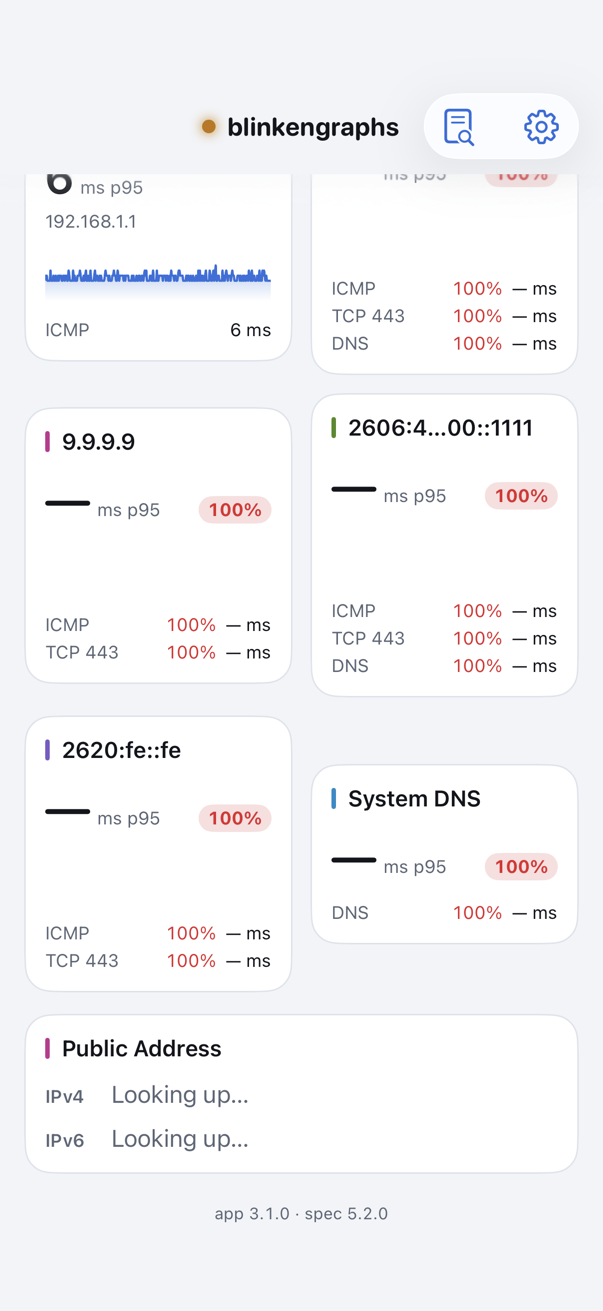 blinkengraphs
6 ms p95
192.168.1.1
ICMP 6 ms
ms p95 100%
ICMP 100% — ms
TCP 443 100% — ms
DNS 100% — ms
9.9.9.9
— ms p95 100%
ICMP 100% — ms
TCP 443 100% — ms
2606:4...00::1111
— ms p95 100%
ICMP 100% — ms
TCP 443 100% — ms
DNS 100% — ms
2620:fe::fe
— ms p95 100%
ICMP 100% — ms
TCP 443 100% — ms
System DNS
— ms p95 100%
DNS 100% — ms
Public Address
IPv4 Looking up...
IPv6 Looking up...
app 3.1.0 · spec 5.2.0